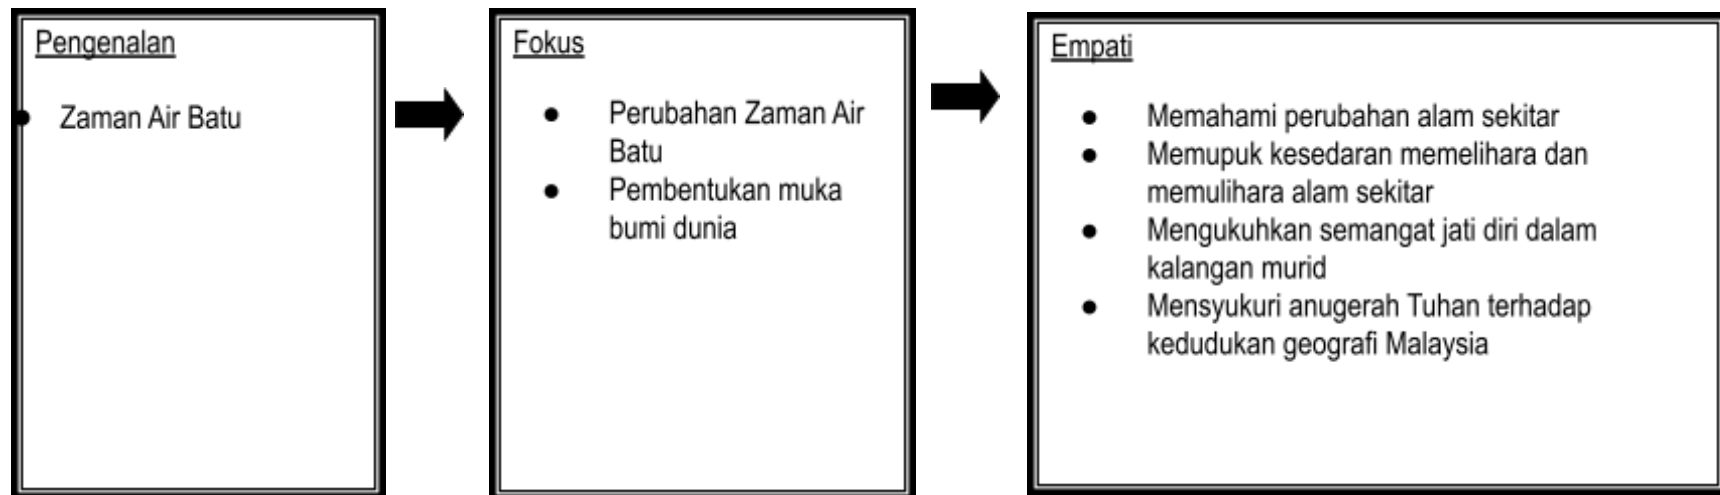 Pengenalan
● Zaman Air Batu
Fokus
● Perubahan Zaman Air
Batu
● Pembentukan muka
bumi dunia
Empati
● Memahami perubahan alam sekitar
● Memupuk kesedaran memelihara dan
memulihara alam sekitar
● Mengukuhkan semangat jati diri dalam
kalangan murid
● Mensyukuri anugerah Tuhan terhadap
kedudukan geografi Malaysia